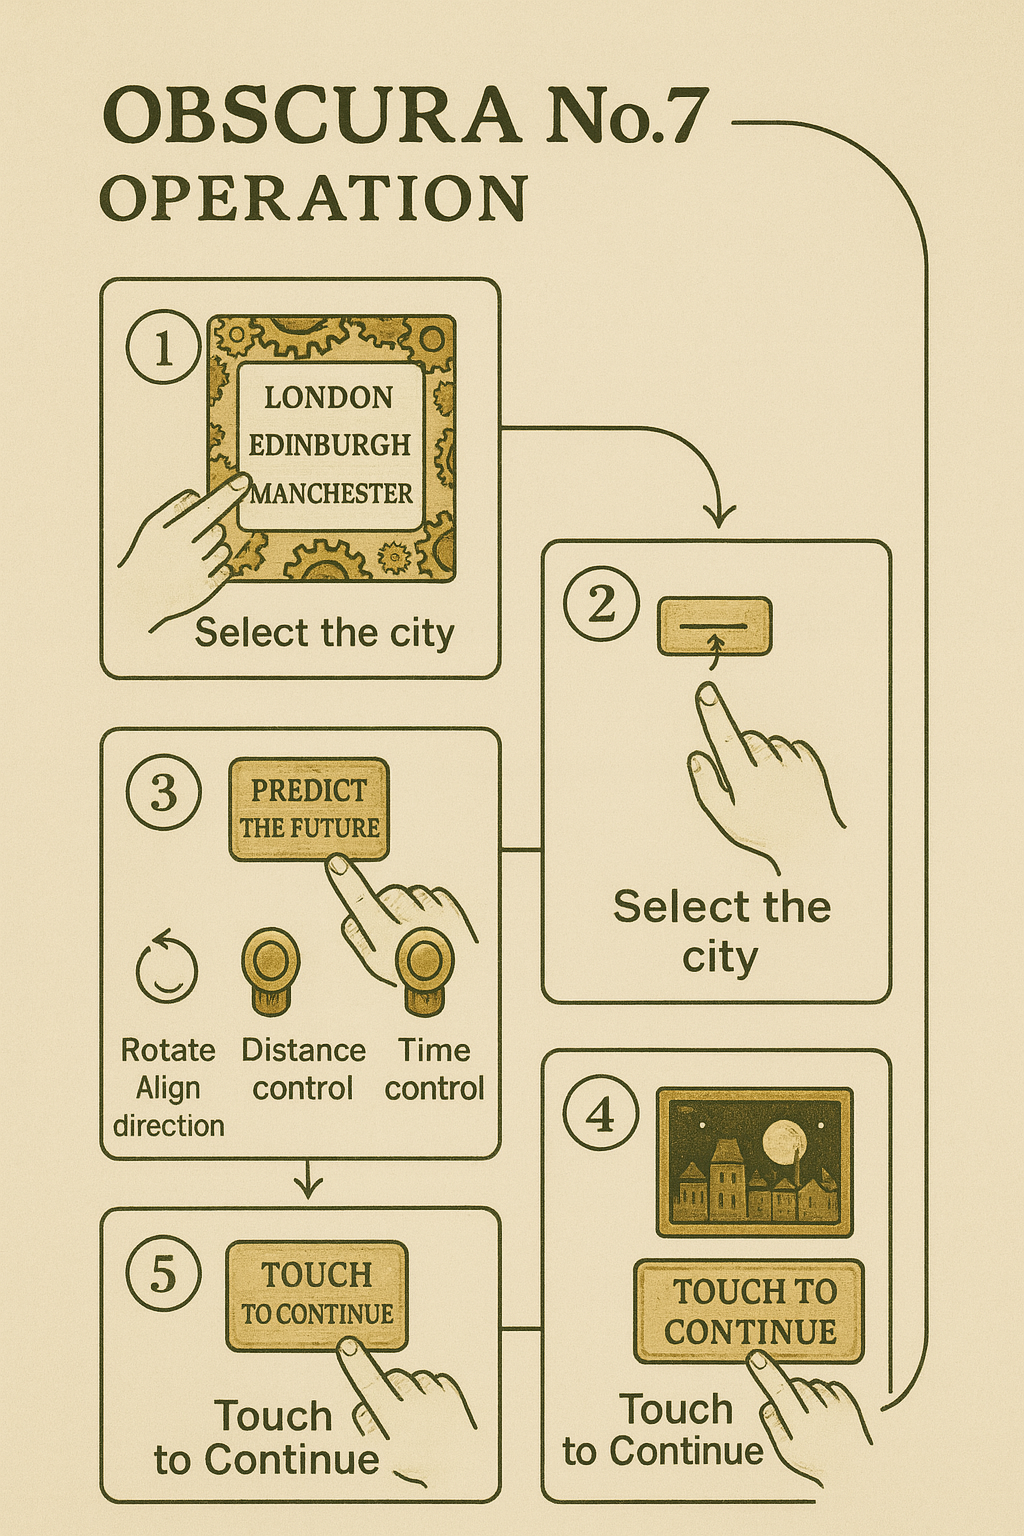 OBSCURA No.7
OPERATION
1
LONDON
EDINBURGH
MANCHESTER
Select the city
2
Select the
city
3
PREDICT
THE FUTURE
Rotate
Align
direction
Distance
control
Time
control
4
TOUCH TO
CONTINUE
Touch
to Continue
5
TOUCH
TO CONTINUE
Touch
to Continue